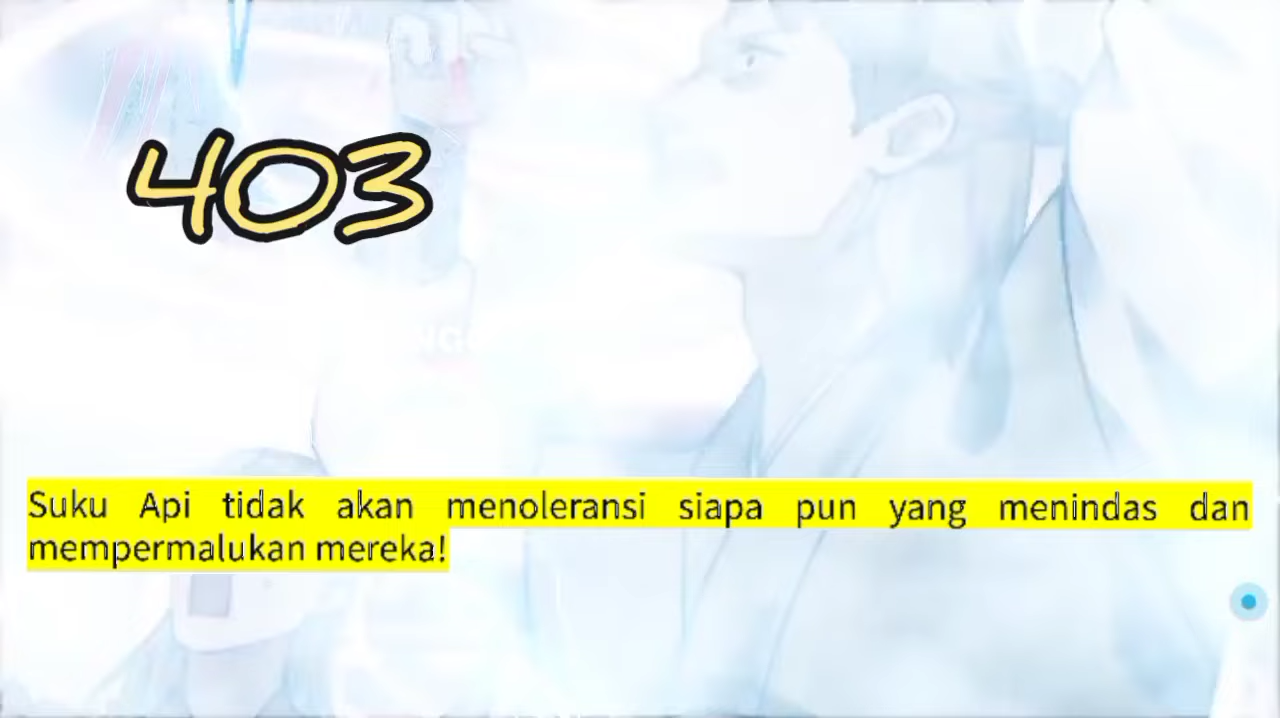 403
Suku Api tidak akan menoleransi siapa pun yang menindas dan
mempermalukan mereka!